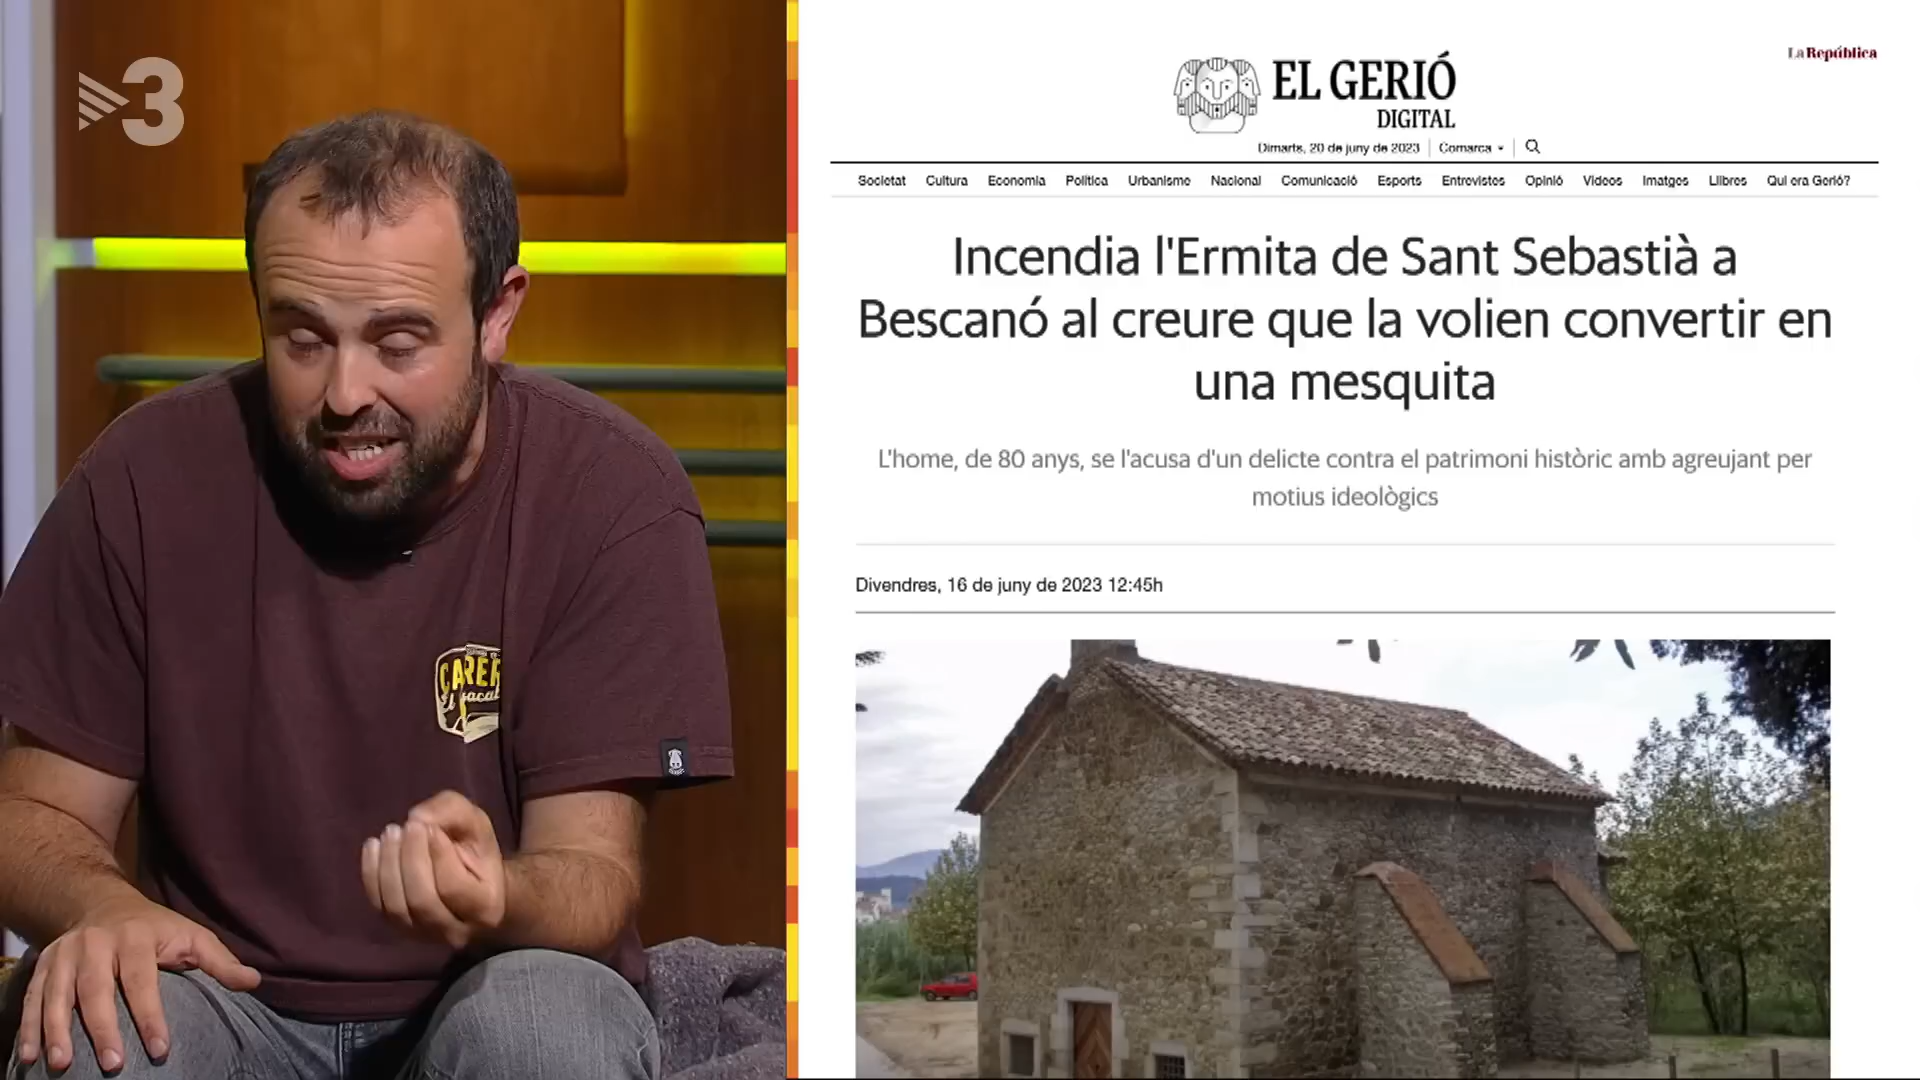 3
La República
EL GERIÓ
DIGITAL
Dimarts, 20 de juny de 2023
Comarca
Societat Cultura Economia Política Urbanisme Nacional Comunicació Esports Entrevistes Opinió Vídeos Imatges Llibres Qui era Gerió?
Incendia l'Ermita de Sant Sebastià a
Bescanó al creure que la volien convertir en
una mesquita
L'home, de 80 anys, se l'acusa d'un delicte contra el patrimoni històric amb agreujant per
motius ideològics
Divendres, 16 de juny de 2023 12:45h